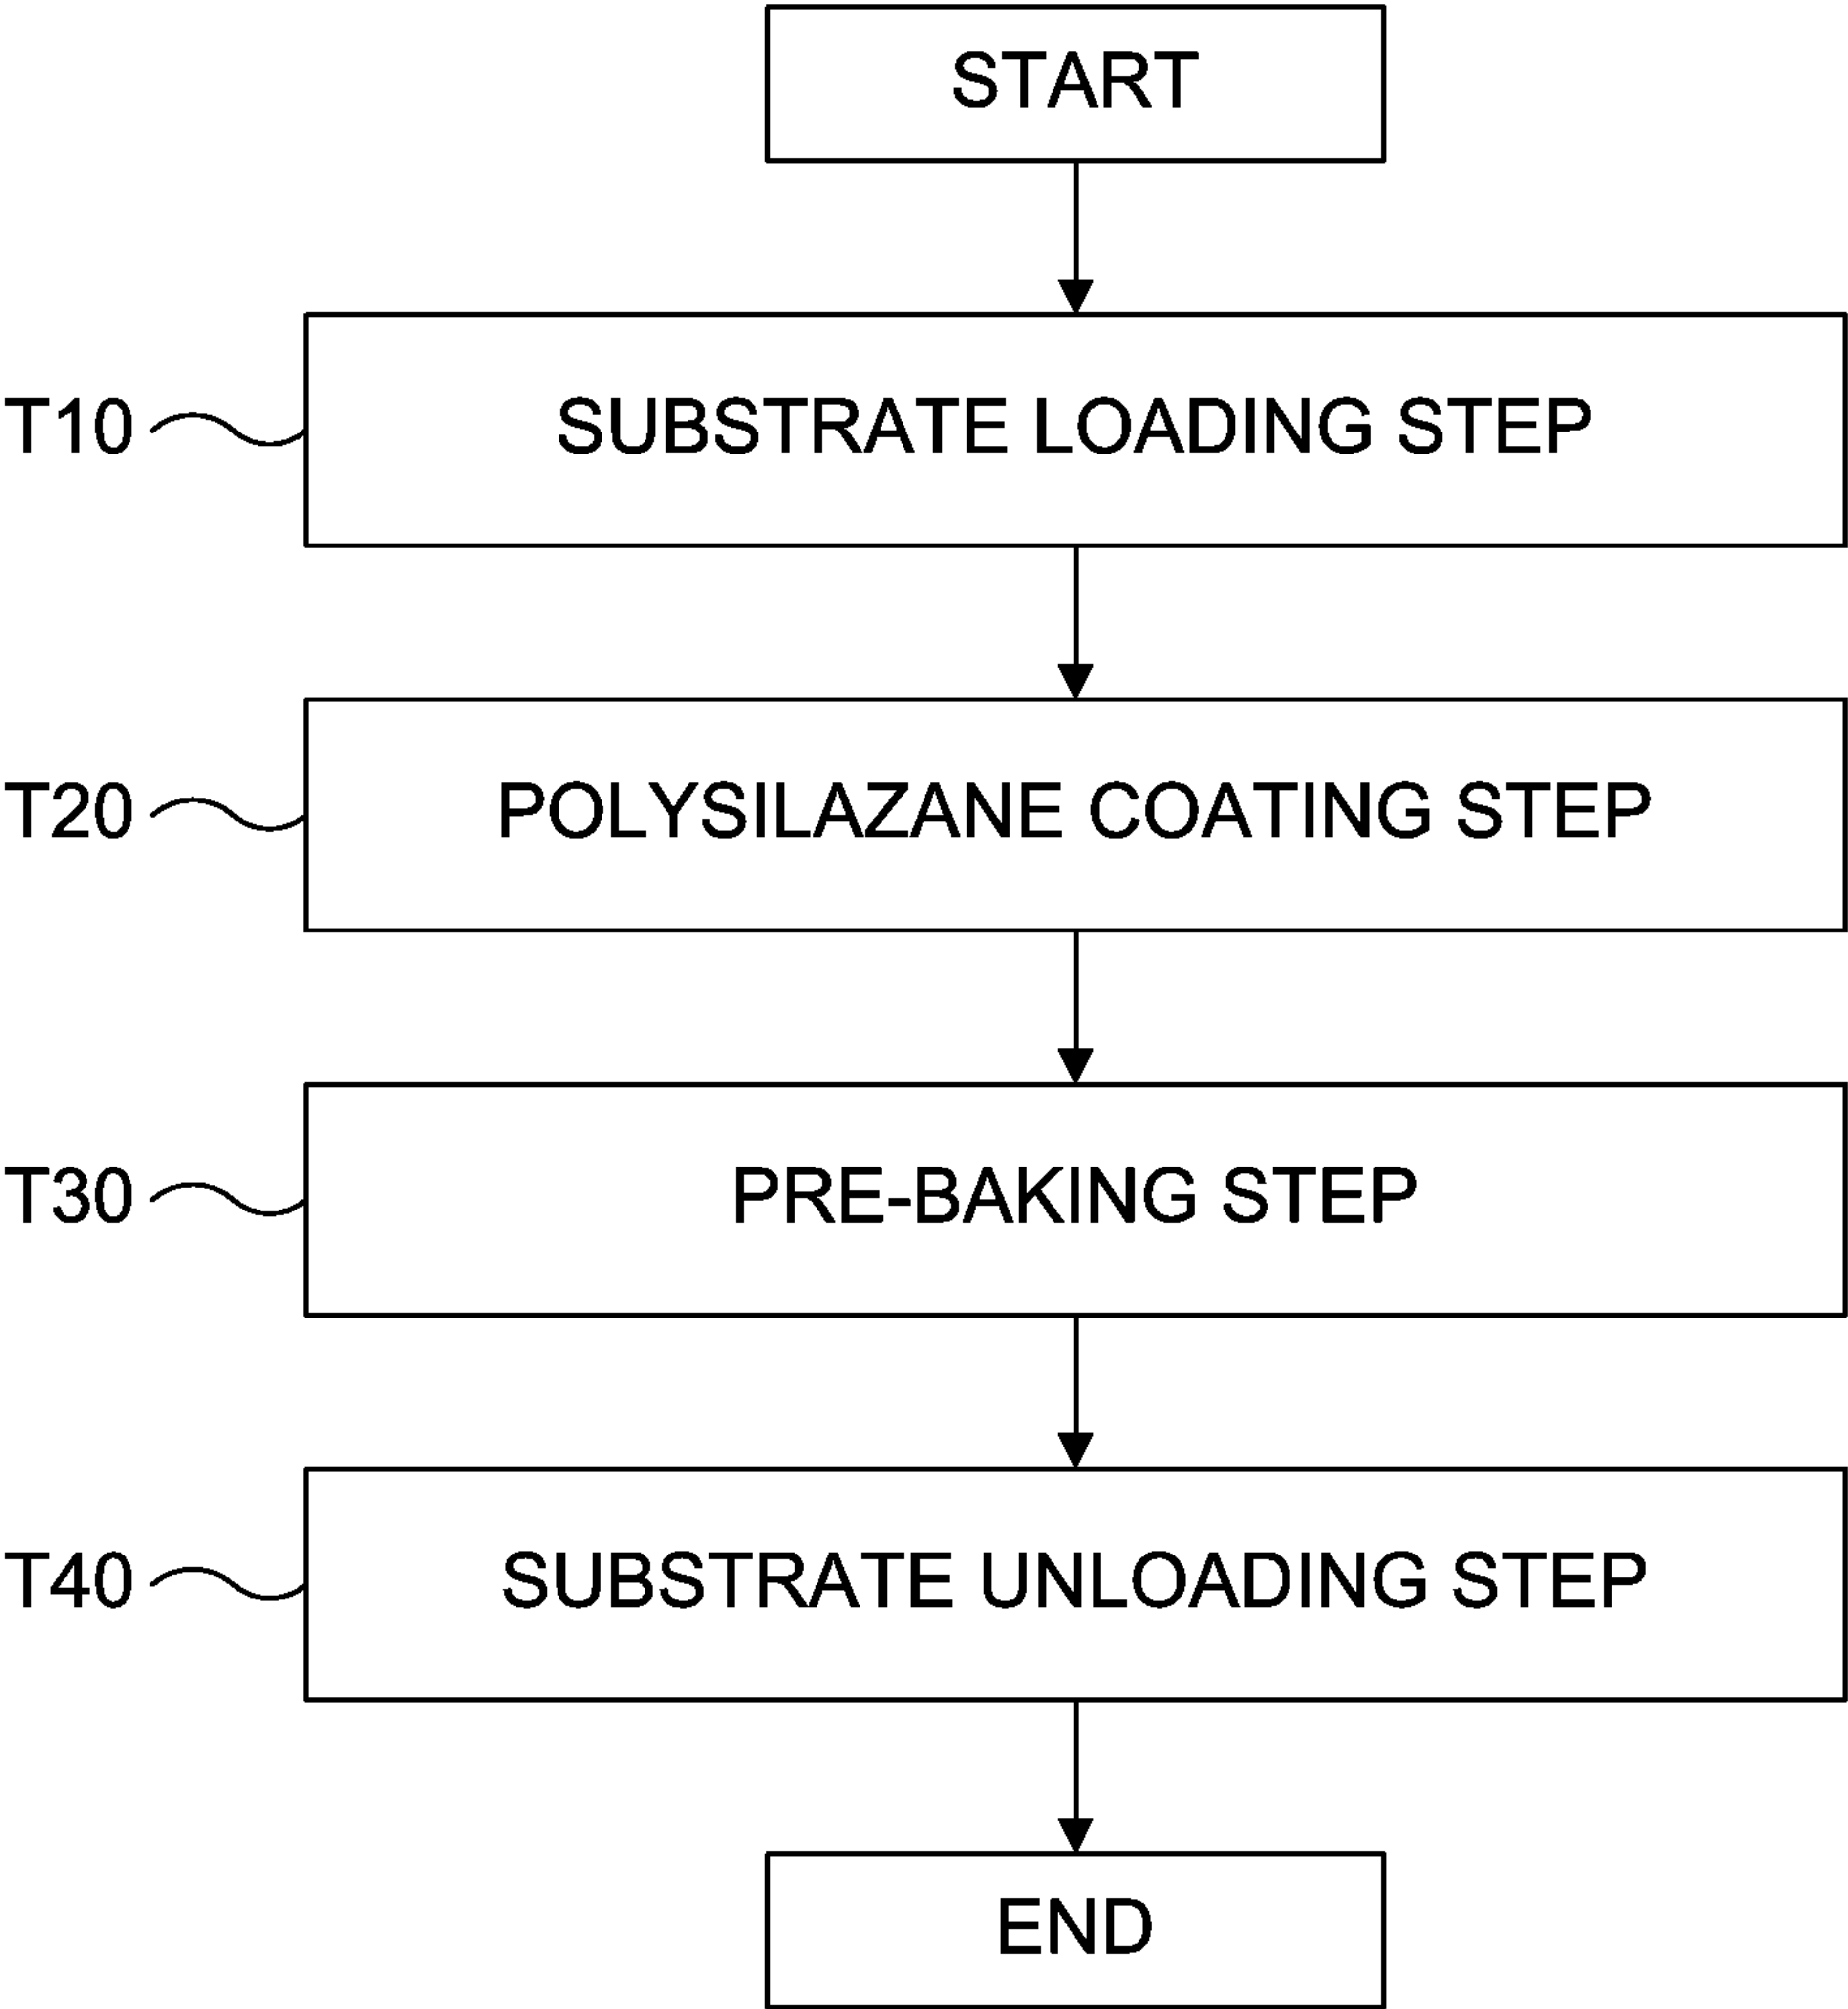 START
T10 SUBSTRATE LOADING STEP
T20 POLYSILAZANE COATING STEP
T30 PRE-BAKING STEP
T40 SUBSTRATE UNLOADING STEP
END